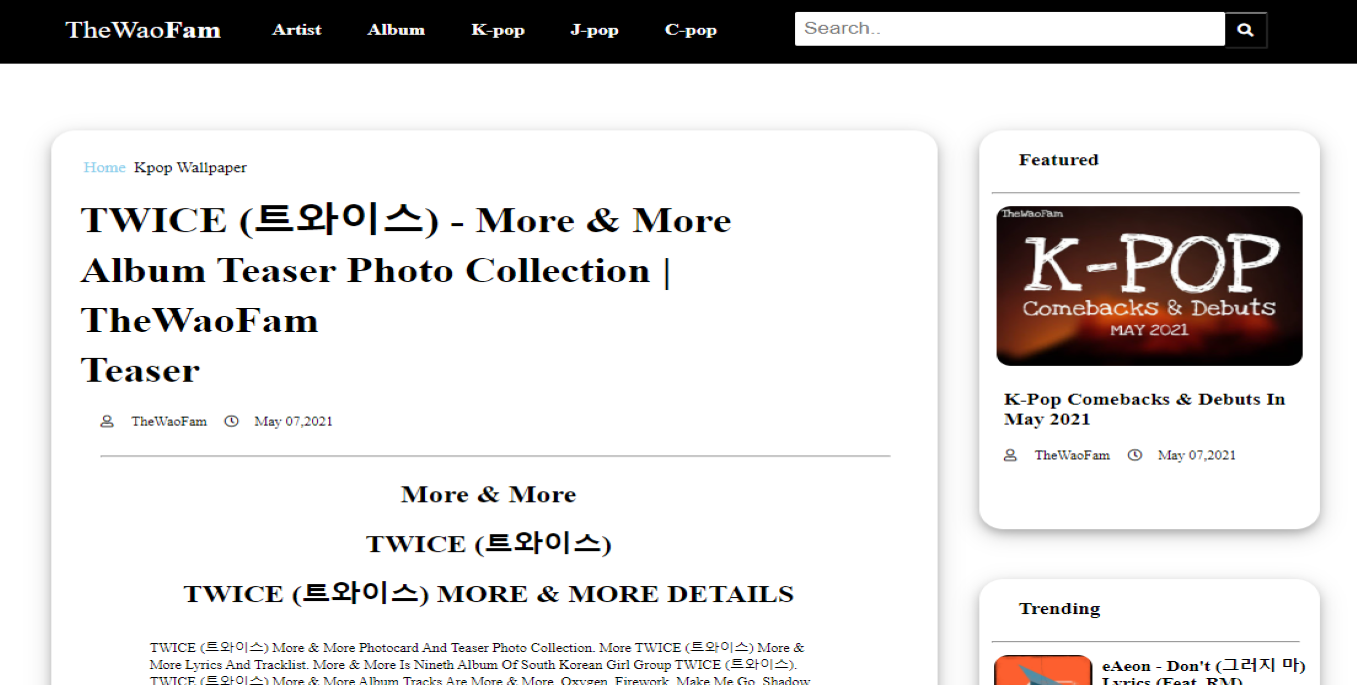 TheWaoFam Artist Album K-pop J-pop C-pop Search..
Home Kpop Wallpaper
TWICE (트와이스) - More & More
Album Teaser Photo Collection |
TheWaoFam
Teaser
TheWaoFam May 07,2021
More & More
TWICE (트와이스)
TWICE (트와이스) MORE & MORE DETAILS
TWICE (트와이스) More & More Photocard And Teaser Photo Collection. More TWICE (트와이스) More &
More Lyrics And Tracklist. More & More Is Nineth Album Of South Korean Girl Group TWICE (트와이스).
TWICE (트와이스) More & More Album Tracks Are More & More, Oxygen, Firework, Make Me Go, Shadow
Featured
TheWaoFam
K-POP
Comebacks & Debuts
MAY 2021
K-Pop Comebacks & Debuts In
May 2021
TheWaoFam May 07,2021
Trending
eAeon - Don't (그러지 마)
Lyrics (Feat. RM)